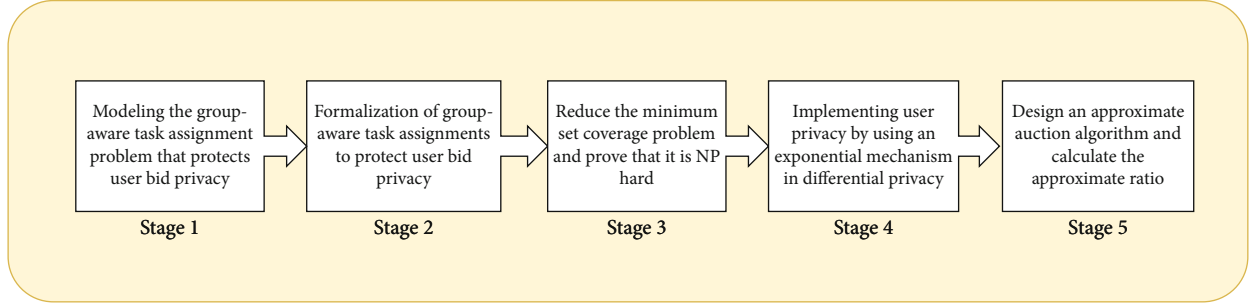 Modeling the group-
aware task assignment
problem that protects
user bid privacy
Stage 1
Formalization of group-
aware task assignments
to protect user bid
privacy
Stage 2
Reduce the minimum
set coverage problem
and prove that it is NP
hard
Stage 3
Implementing user
privacy by using an
exponential mechanism
in differential privacy
Stage 4
Design an approximate
auction algorithm and
calculate the
approximate ratio
Stage 5